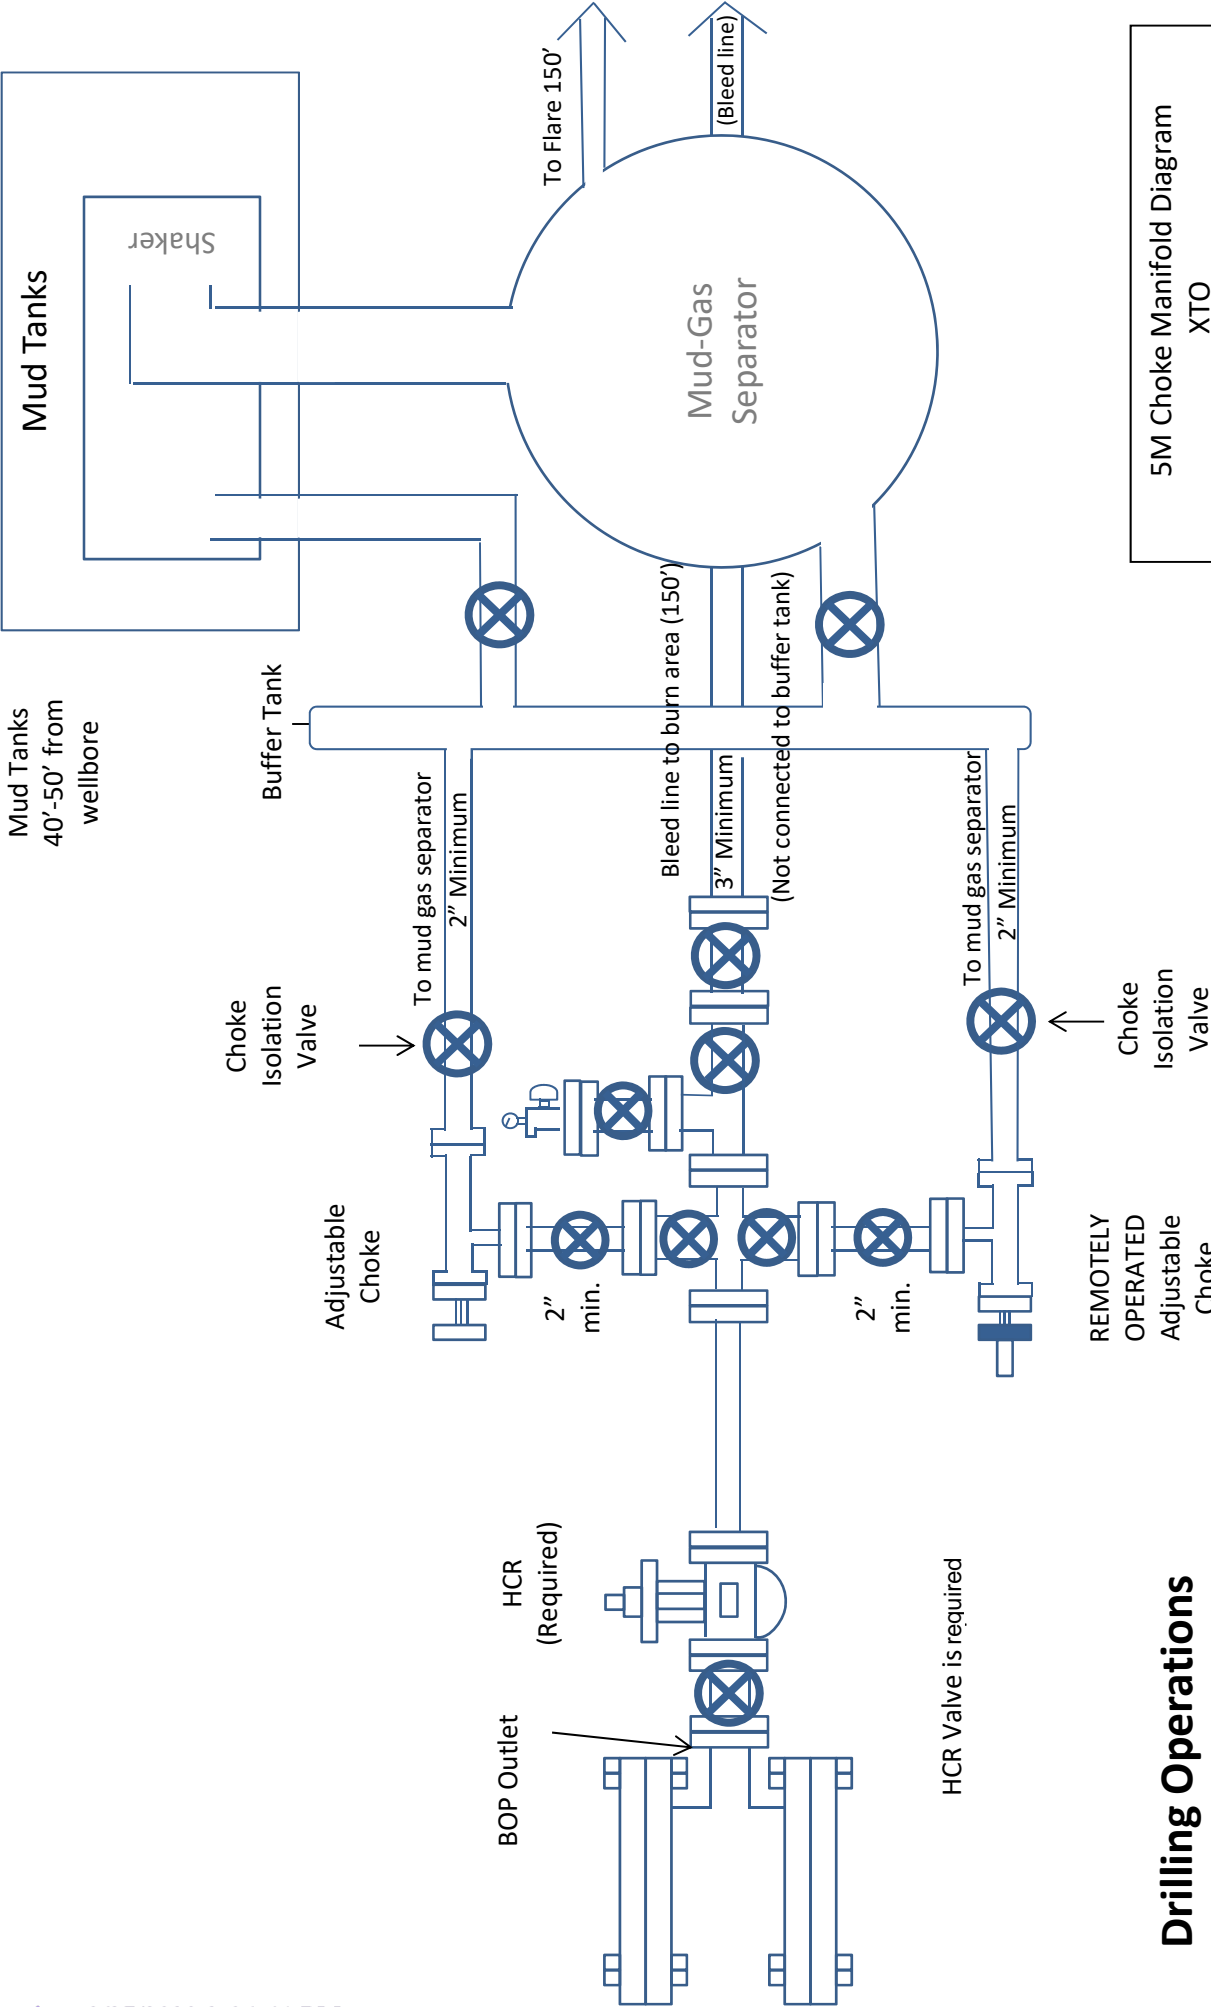 Mud Tanks
Shaker
To Flare 150’
(Bleed line)
Mud-Gas
Separator
5M Choke Manifold Diagram
XTO
Mud Tanks
40’-50’ from
wellbore
Buffer Tank
To mud gas separator
2” Minimum
Bleed line to burn area (150’)
3” Minimum
(Not connected to buffer tank)
To mud gas separator
2” Minimum
Choke
Isolation
Valve
Choke
Isolation
Valve
Adjustable
Choke
2”
min.
2”
min.
REMOTELY
OPERATED
Adjustable
Choke
HCR
(Required)
BOP Outlet
HCR Valve is required
Drilling Operations